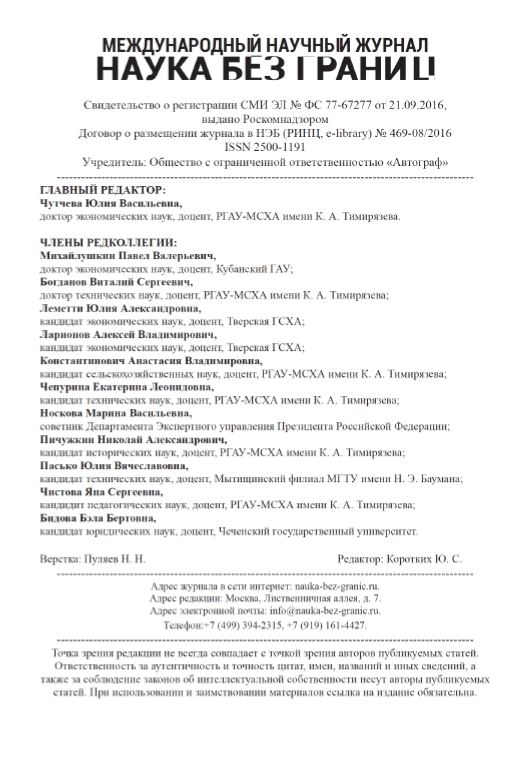 МЕЖДУНАРОДНЫЙ НАУЧНЫЙ ЖУРНАЛ
НАУКА БЕЗ ГРАНИЦ
Свидетельство о регистрации СМИ ЭЛ № ФС 77-67277 от 21.09.2016,
выдано Роскомнадзором
Договор о размещении журнала в НЭБ (РИНЦ, e-library) № 469-08/2016
ISSN 2500-1191
Учредитель: Общество с ограниченной ответственностью «Автограф»
ГЛАВНЫЙ РЕДАКТОР:
Чутчева Юлия Васильевна,
доктор экономических наук, доцент, РГАУ-МСХА имени К. А. Тимирязева.
ЧЛЕНЫ РЕДКОЛЛЕГИИ:
Михайлушкин Павел Валерьевич,
доктор экономических наук, доцент, Кубанский ГАУ;
Богданов Виталий Сергеевич,
доктор технических наук, доцент, РГАУ-МСХА имени К. А. Тимирязева;
Леметти Юлия Александровна,
кандидат экономических наук, доцент, Тверская ГСХА;
Ларионов Алексей Владимирович,
кандидат экономических наук, доцент, Тверская ГСХА;
Константинович Анастасия Владимировна,
кандидат сельскохозяйственных наук, доцент, РГАУ-МСХА имени К. А. Тимирязева;
Чепурина Екатерина Леонидовна,
кандидат технических наук, доцент, РГАУ-МСХА имени К. А. Тимирязева;
Носкова Марина Васильевна,
советник Департамента Экспертного управления Президента Российской Федерации;
Пичужкин Николай Александрович,
кандидат исторических наук, доцент, РГАУ-МСХА имени К. А. Тимирязева;
Пасько Юлия Вячеславовна,
кандидат технических наук, доцент, Мытищинский филиал МГТУ имени Н. Э. Баумана;
Чистова Яна Сергеевна,
кандидит педагогических наук, доцент, РГАУ-МСХА имени К. А. Тимирязева;
Бидова Бэла Бертовна,
кандидат юридических наук, доцент, Чеченский государственный университет.
Верстка: Пуляев Н. Н. Редактор: Коротких Ю. С.
Адрес журнала в сети интернет: nauka-bez-granic.ru.
Адрес редакции: Москва, Лиственничная аллея, д. 7.
Адрес электронной почты: info@nauka-bez-granic.ru.
Телефон:+7 (499) 394-2315, +7 (919) 161-4427.
Точка зрения редакции не всегда совпадает с точкой зрения авторов публикуемых статей.
Ответственность за аутентичность и точность цитат, имен, названий и иных сведений, а
также за соблюдение законов об интеллектуальной собственности несут авторы публикуемых
статей. При использовании и заимствовании материалов ссылка на издание обязательна.